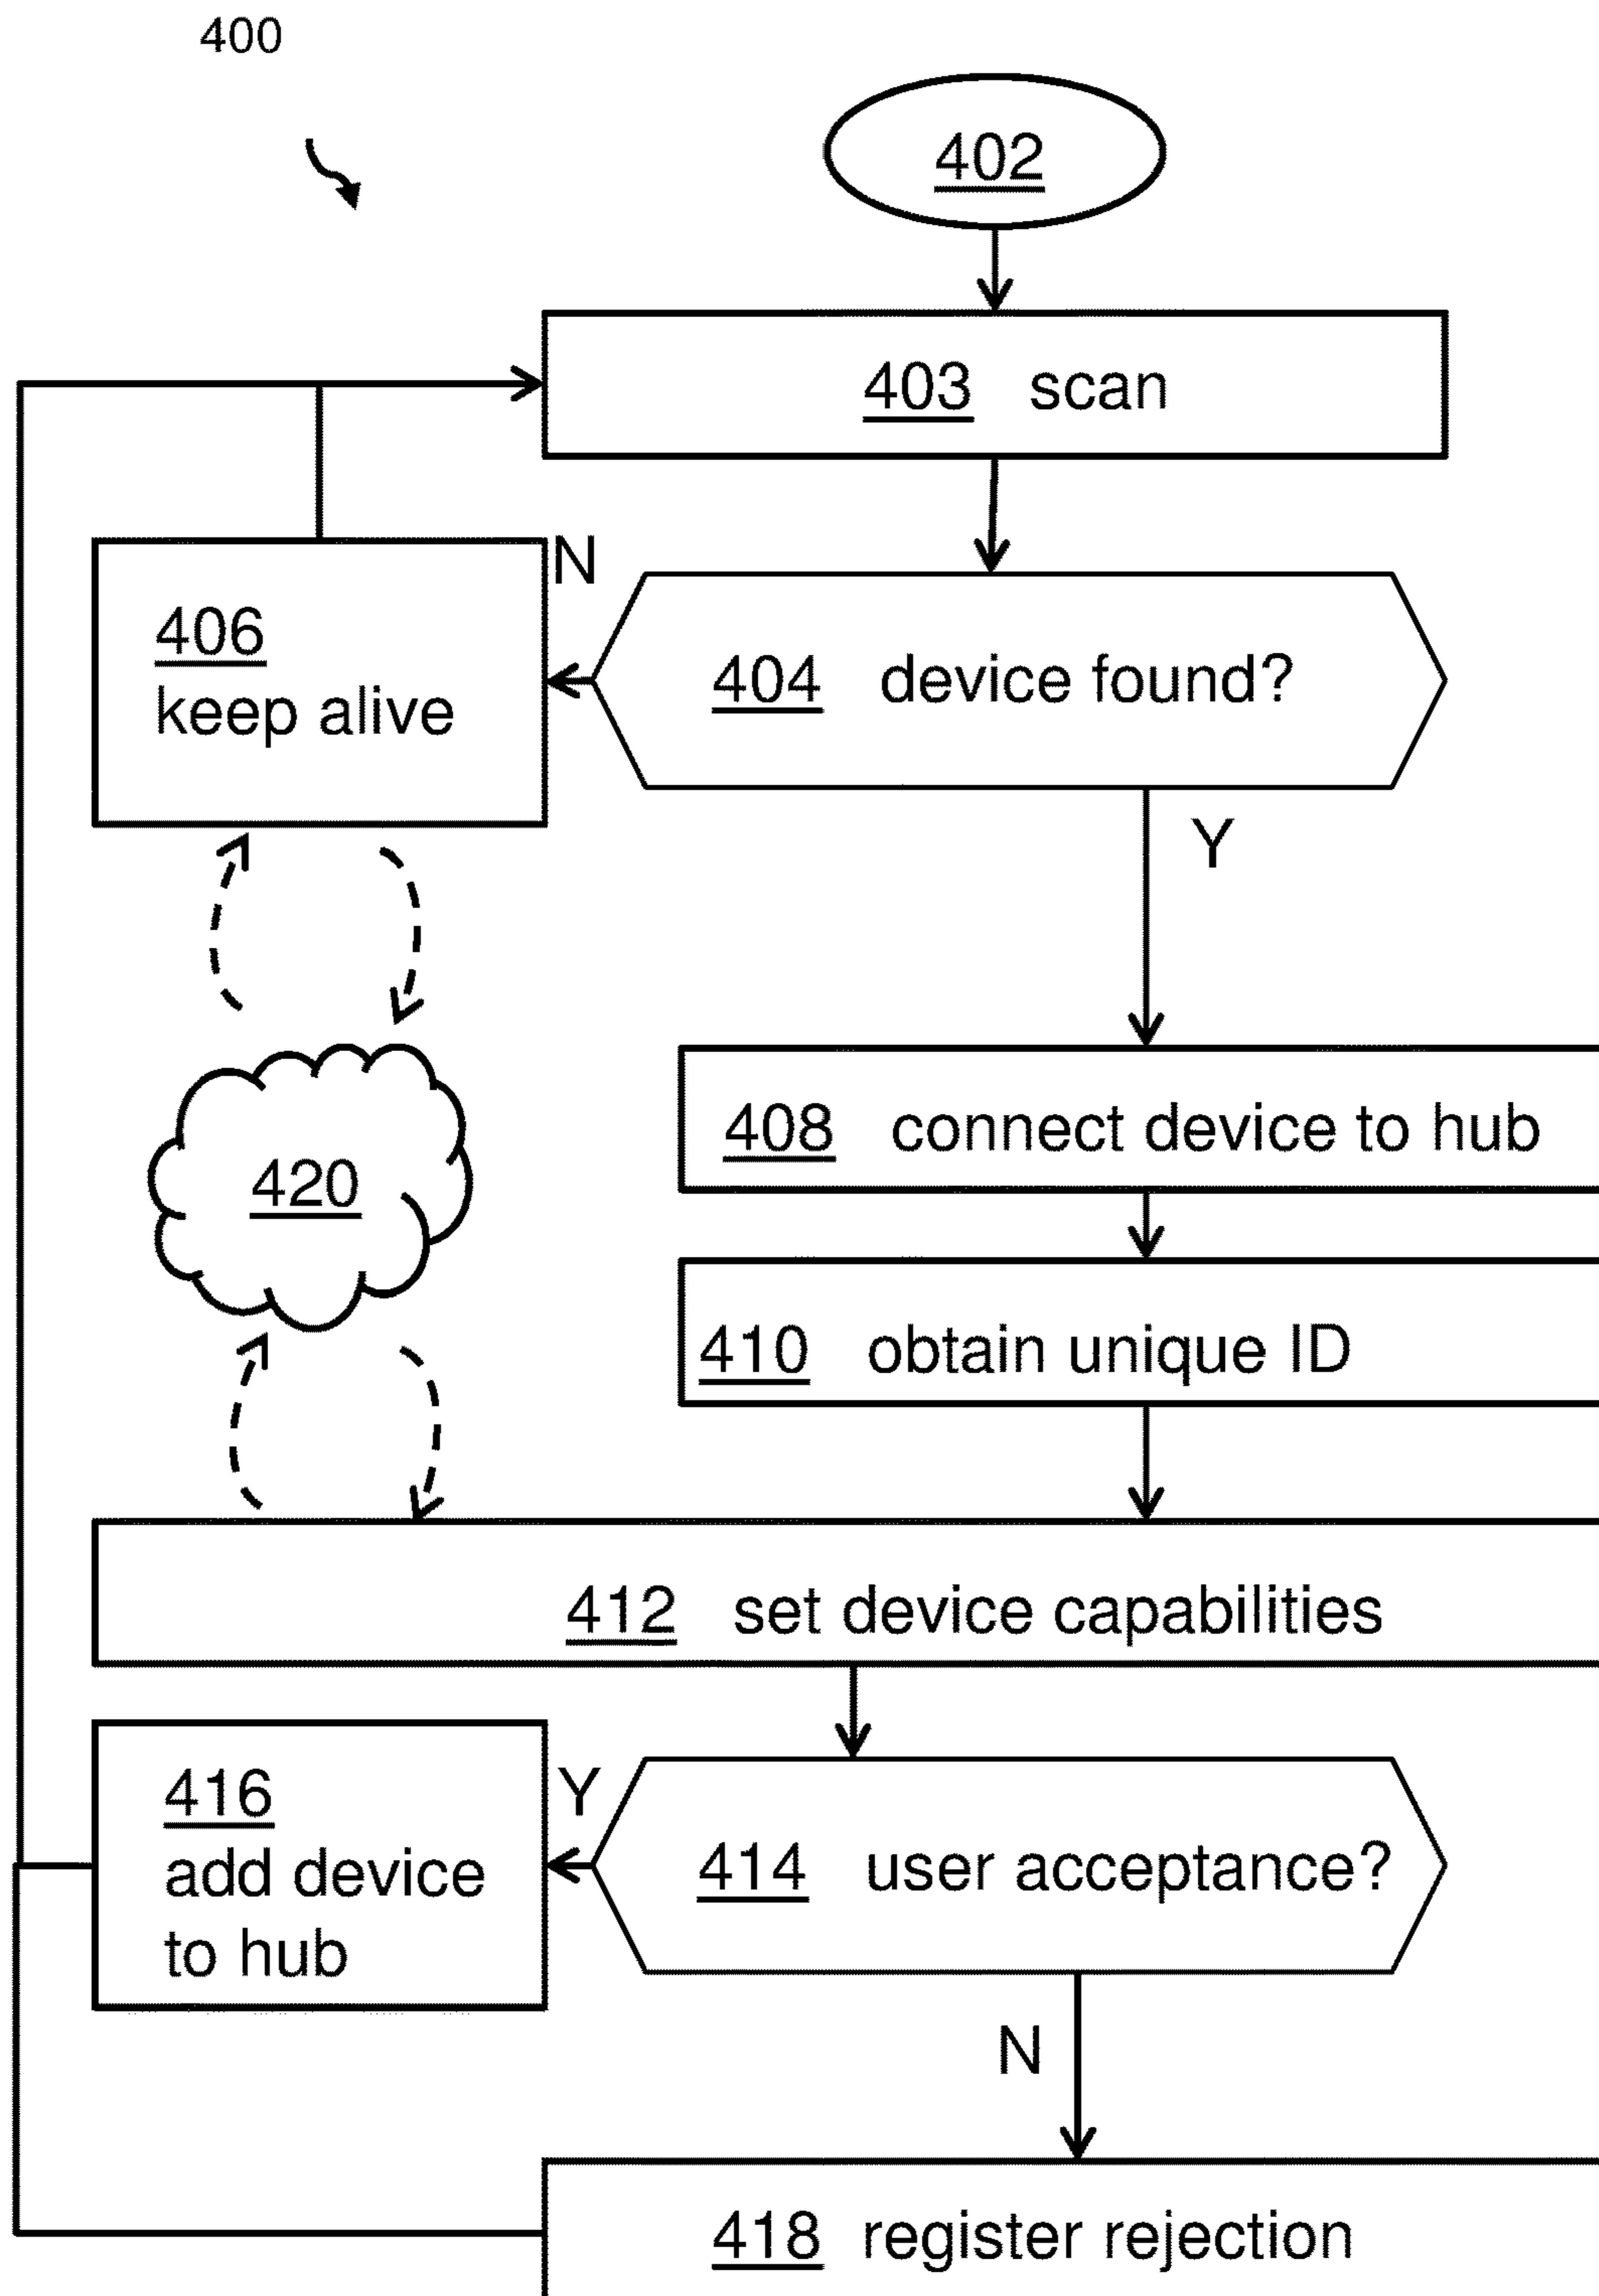 400
402
403 scan
N
406
keep alive
404 device found?
Y
408 connect device to hub
420
410 obtain unique ID
412 set device capabilities
416
add device
to hub
Y
414 user acceptance?
N
418 register rejection